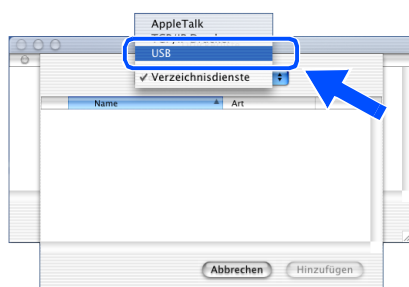 AppleTalk
USB
✓ Verzeichnisdienste
Name Art
Abbrechen Hinzufügen